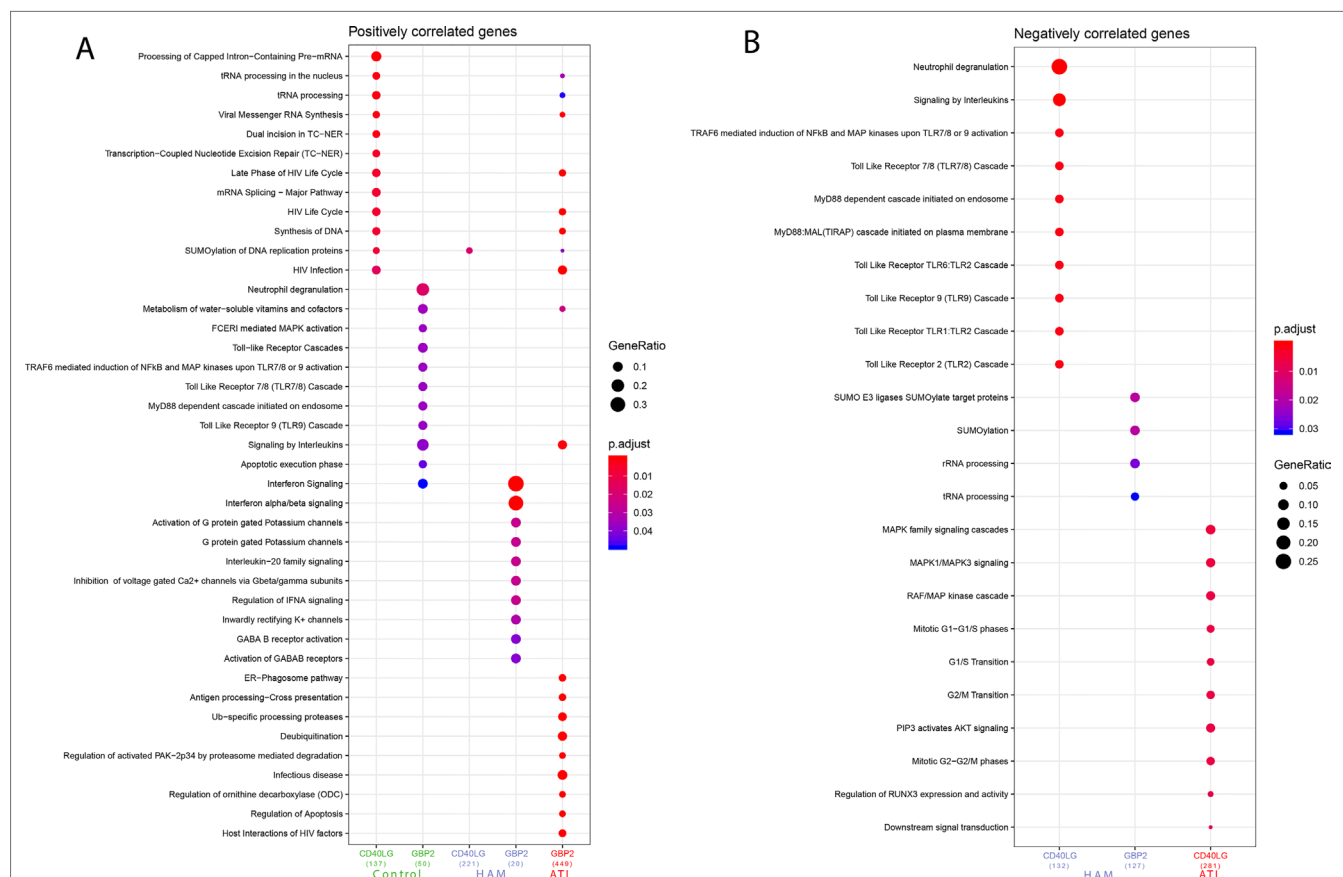 A
Positively correlated genes
Processing of Capped Intron−Containing Pre−mRNA
tRNA processing in the nucleus
tRNA processing
Viral Messenger RNA Synthesis
Dual incision in TC−NER
Transcription−Coupled Nucleotide Excision Repair (TC−NER)
Late Phase of HIV Life Cycle
mRNA Splicing − Major Pathway
HIV Life Cycle
Synthesis of DNA
SUMOylation of DNA replication proteins
HIV Infection
Neutrophil degranulation
Metabolism of water−soluble vitamins and cofactors
FCERI mediated MAPK activation
Toll−like Receptor Cascades
TRAF6 mediated induction of NFkB and MAP kinases upon TLR7/8 or 9 activation
Toll Like Receptor 7/8 (TLR7/8) Cascade
MyD88 dependent cascade initiated on endosome
Toll Like Receptor 9 (TLR9) Cascade
Signaling by Interleukins
Apoptotic execution phase
Interferon Signaling
Interferon alpha/beta signaling
Activation of G protein gated Potassium channels
G protein gated Potassium channels
Interleukin−20 family signaling
Inhibition of voltage gated Ca2+ channels via Gbeta/gamma subunits
Regulation of IFNA signaling
Inwardly rectifying K+ channels
GABA B receptor activation
Activation of GABAB receptors
ER−Phagosome pathway
Antigen processing−Cross presentation
Ub−specific processing proteases
Deubiquitination
Regulation of activated PAK−2p34 by proteasome mediated degradation
Infectious disease
Regulation of ornithine decarboxylase (ODC)
Regulation of Apoptosis
Host Interactions of HIV factors
CD40LG GBP2 CD40LG GBP2 GBP2
(137) (50) (221) (20) (449)
Control HAM ATL
GeneRatio
0.1
0.2
0.3
p.adjust
0.01
0.02
0.03
0.04
B
Negatively correlated genes
Neutrophil degranulation
Signaling by Interleukins
TRAF6 mediated induction of NFkB and MAP kinases upon TLR7/8 or 9 activation
Toll Like Receptor 7/8 (TLR7/8) Cascade
MyD88 dependent cascade initiated on endosome
MyD88:MAL(TIRAP) cascade initiated on plasma membrane
Toll Like Receptor TLR6:TLR2 Cascade
Toll Like Receptor 9 (TLR9) Cascade
Toll Like Receptor TLR1:TLR2 Cascade
Toll Like Receptor 2 (TLR2) Cascade
SUMO E3 ligases SUMOylate target proteins
SUMOylation
rRNA processing
tRNA processing
MAPK family signaling cascades
MAPK1/MAPK3 signaling
RAF/MAP kinase cascade
Mitotic G1−G1/S phases
G1/S Transition
G2/M Transition
PIP3 activates AKT signaling
Mitotic G2−G2/M phases
Regulation of RUNX3 expression and activity
Downstream signal transduction
CD40LG GBP2 CD40LG
(132) (127) (281)
HAM ATL
p.adjust
0.01
0.02
0.03
GeneRatio
0.05
0.10
0.15
0.20
0.25